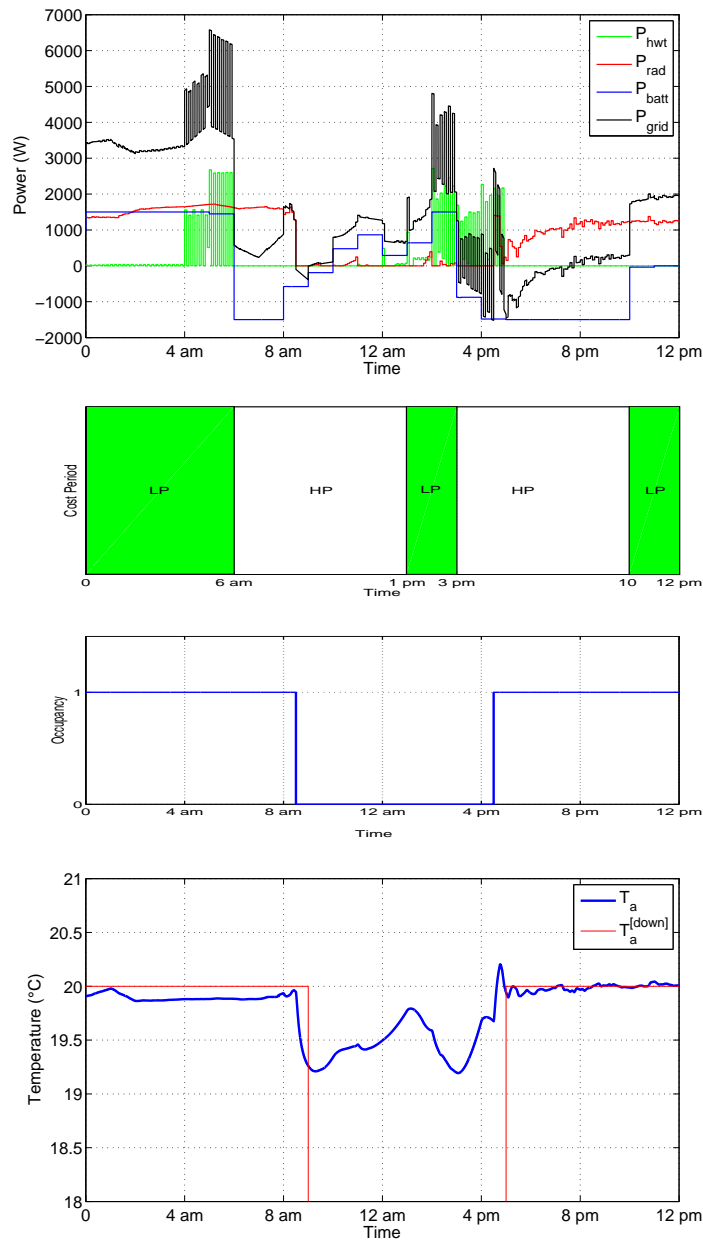 7000
6000
5000
4000
3000
2000
1000
0
−1000
−2000
Power (W)
P_hwt
P_rad
P_batt
P_grid
0 4 am 8 am 12 am 4 pm 8 pm 12 pm
Time
Cost Period
LP HP LP HP LP
0 6 am 1 pm 3 pm 10 12 pm
Time
Occupancy
1
0
0 4 am 8 am 12 am 4 pm 8 pm 12 pm
Time
21
20.5
20
19.5
19
18.5
18
Temperature (°C)
T_a
T_a^[down]
0 4 am 8 am 12 am 4 pm 8 pm 12 pm
Time